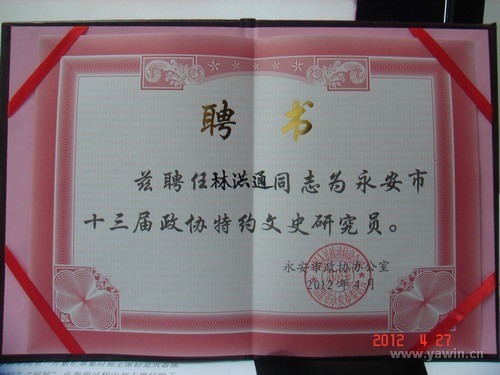 聘书
兹聘任林洪通同志为永安市
十三届政协特约文史研究员。
永安市政协办公室
2012年4月
2012 4 27
www.yawin.cn